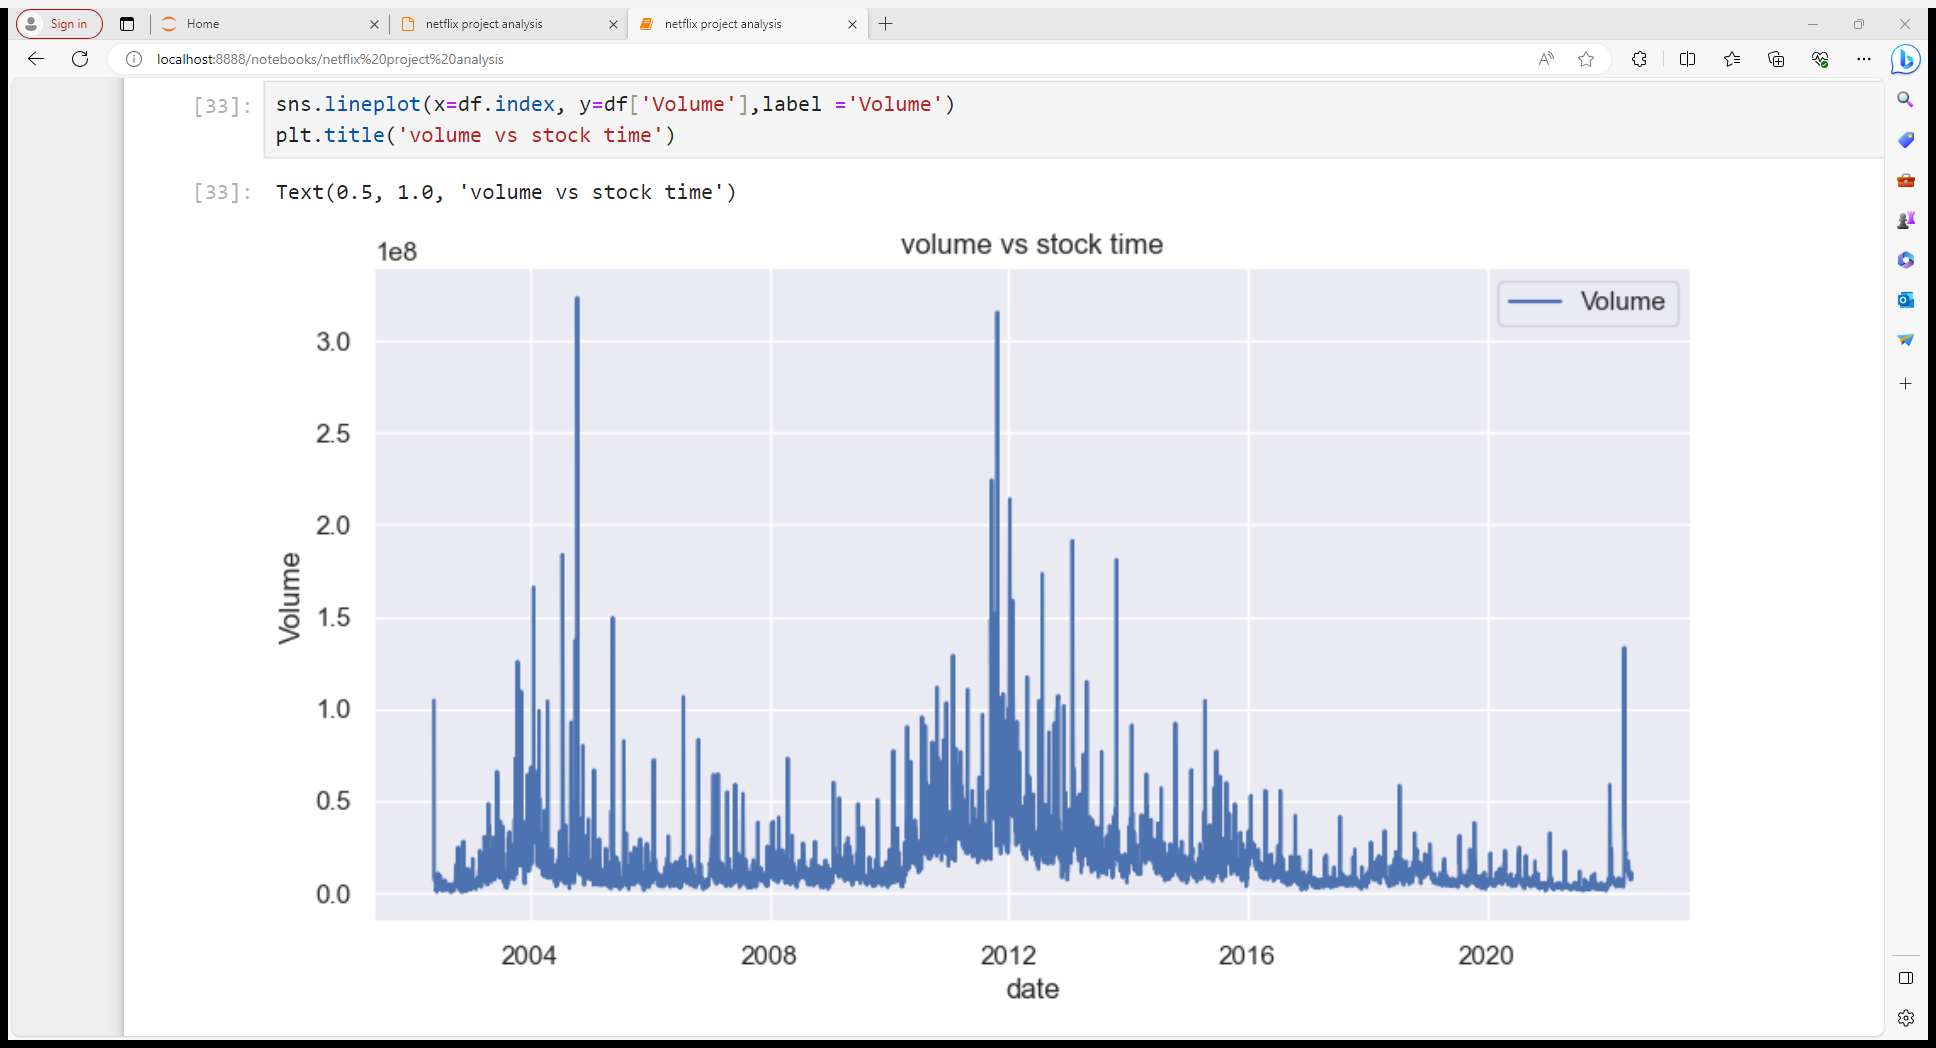 Sign in
Home
netflix project analysis
netflix project analysis
localhost:8888/notebooks/netflix%20project%20analysis
[33]: sns.lineplot(x=df.index, y=df['Volume'],label ='Volume')
plt.title('volume vs stock time')
[33]: Text(0.5, 1.0, 'volume vs stock time')
volume vs stock time
1e8
Volume
3.0
2.5
2.0
1.5
1.0
0.5
0.0
Volume
2004 2008 2012 2016 2020
date